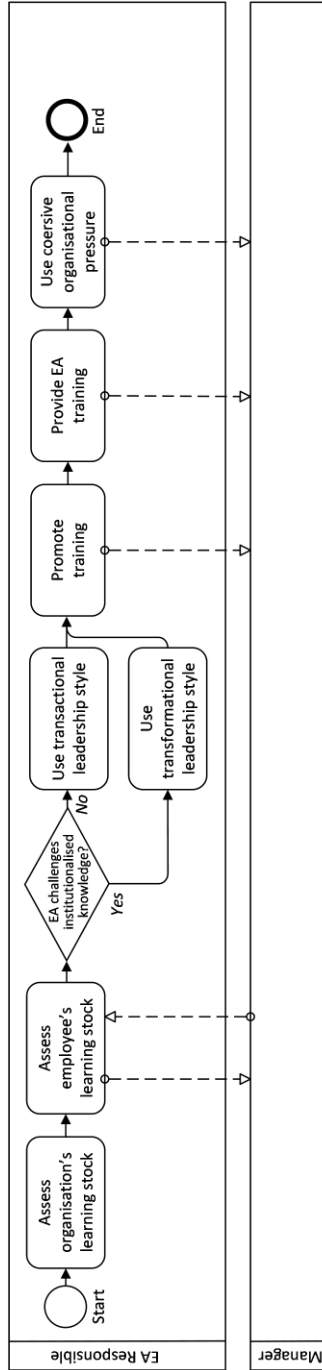 EA Responsible
Start
Assess
organisation's
learning stock
Assess
employee's
learning stock
EA challenges
institutionalised
knowledge?
No
Yes
Use transactional
leadership style
Use
transformational
leadership style
Promote
training
Provide EA
training
Use coersive
organisational
pressure
End
Manager